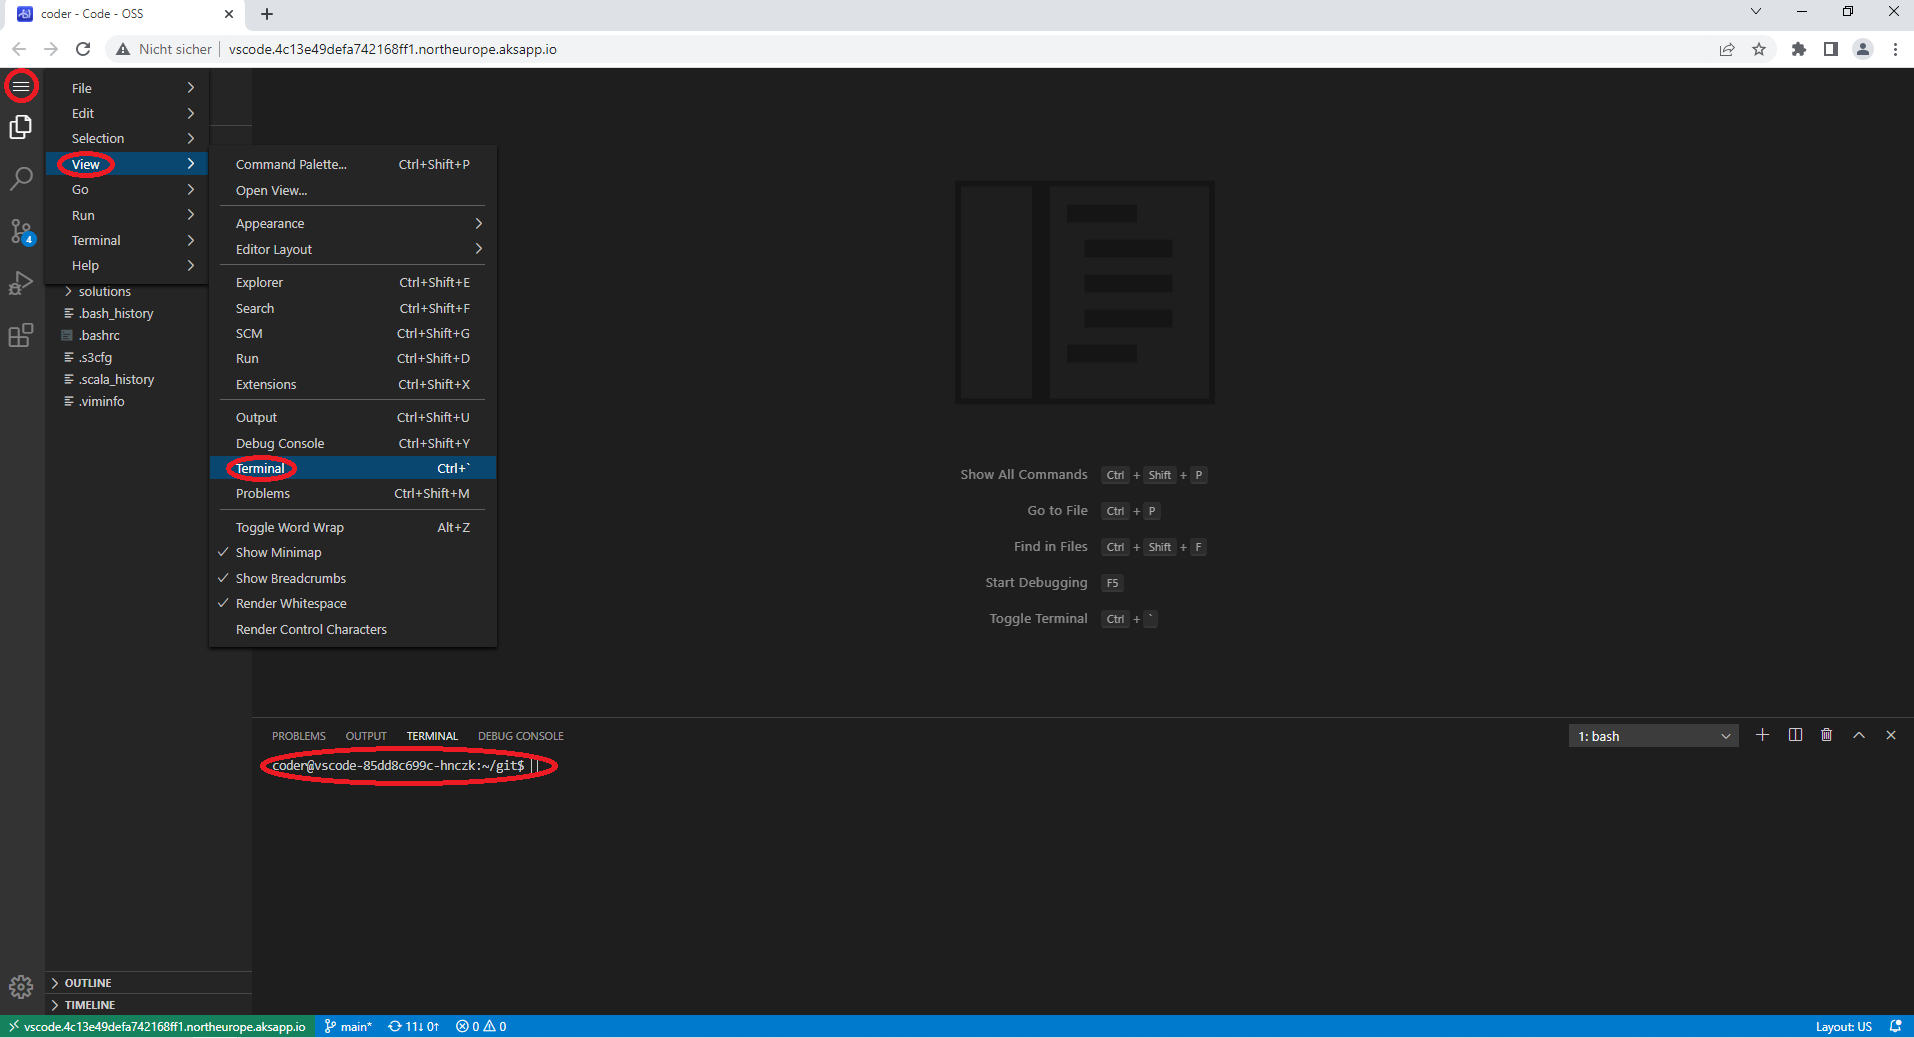 coder - Code - OSS
Nicht sicher vscode.4c13e49defa742168ff1.northeurope.aksapp.io
File
Edit
Selection
View
Go
Run
Terminal
Help
solutions
.bash_history
.bashrc
.s3cfg
.scala_history
.viminfo
4
Command Palette... Ctrl+Shift+P
Open View...
Appearance
Editor Layout
Explorer Ctrl+Shift+E
Search Ctrl+Shift+F
SCM Ctrl+Shift+G
Run Ctrl+Shift+D
Extensions Ctrl+Shift+X
Output Ctrl+Shift+U
Debug Console Ctrl+Shift+Y
Terminal Ctrl+`
Problems Ctrl+Shift+M
Toggle Word Wrap Alt+Z
Show Minimap
Show Breadcrumbs
Render Whitespace
Render Control Characters
Show All Commands Ctrl + Shift + P
Go to File Ctrl + P
Find in Files Ctrl + Shift + F
Start Debugging F5
Toggle Terminal Ctrl + `
PROBLEMS OUTPUT TERMINAL DEBUG CONSOLE 1: bash
coder@vscode-85dd8c699c-hnczk:~/git$
OUTLINE
TIMELINE
vscode.4c13e49defa742168ff1.northeurope.aksapp.io main* 11↓ 0↑ 0 0 Layout: US